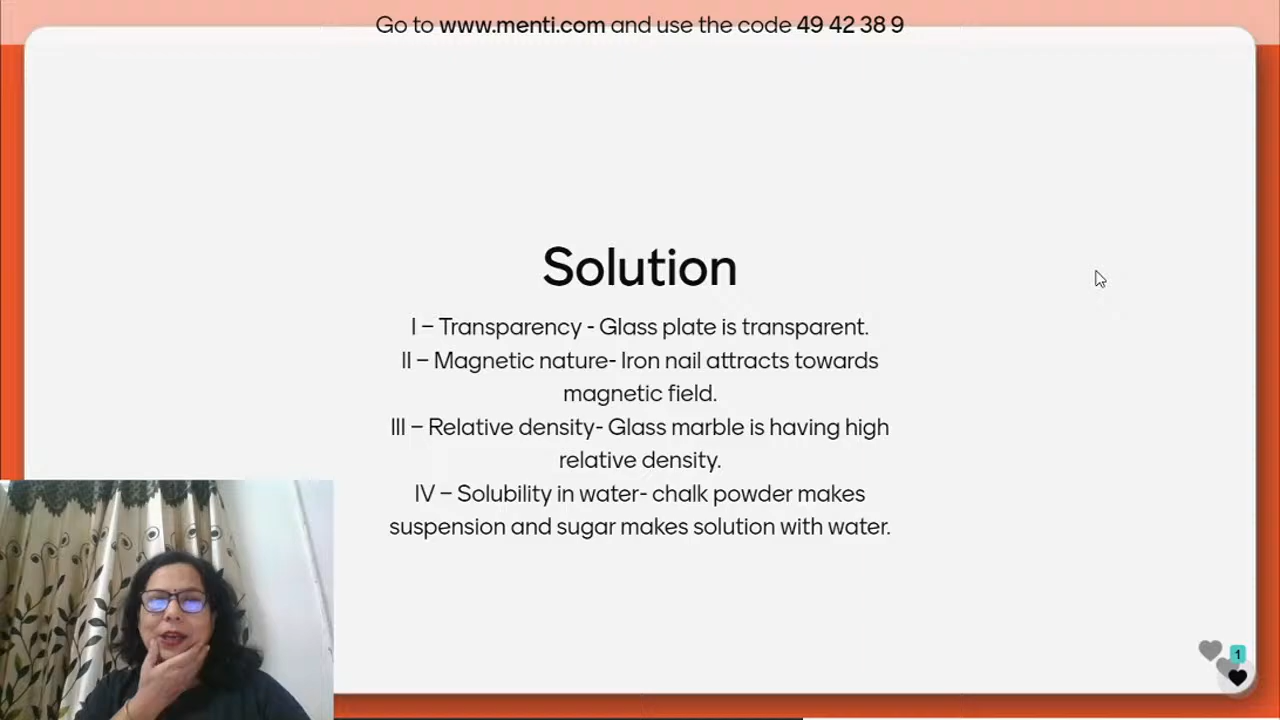 Go to www.menti.com and use the code 49 42 38 9
Solution
I – Transparency - Glass plate is transparent.
II – Magnetic nature- Iron nail attracts towards
magnetic field.
III – Relative density- Glass marble is having high
relative density.
IV – Solubility in water- chalk powder makes
suspension and sugar makes solution with water.
1